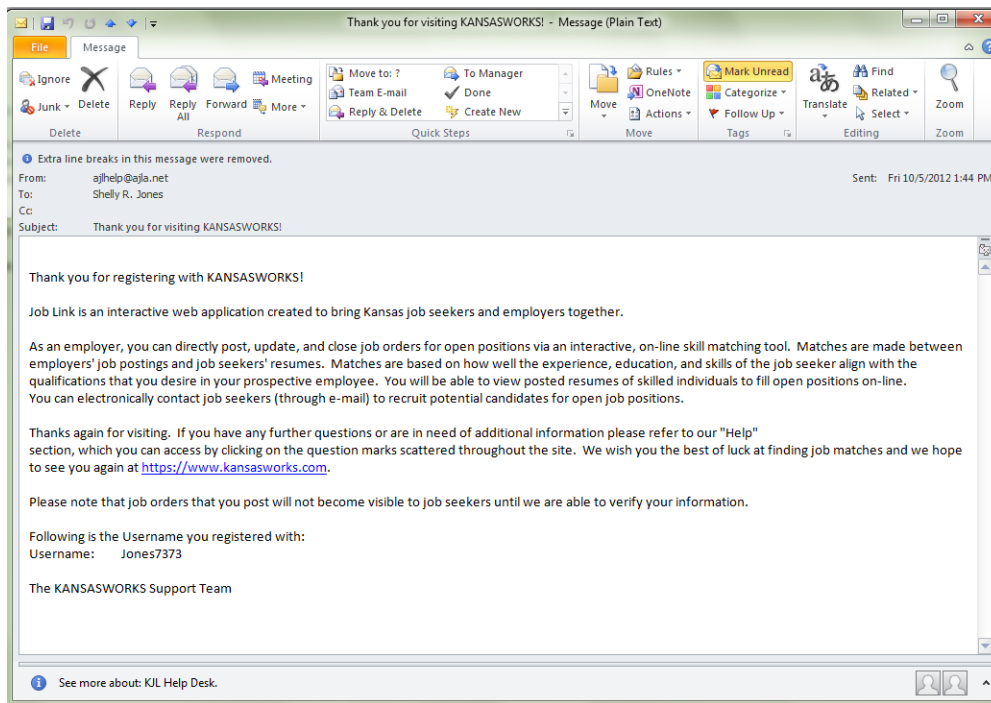 Thank you for visiting KANSASWORKS! - Message (Plain Text)
File Message
Ignore
Junk
Delete
Reply
Reply All
Forward
Meeting
More
Move to: ?
Team E-mail
Reply & Delete
To Manager
Done
Create New
Move
Rules
OneNote
Actions
Mark Unread
Categorize
Follow Up
Translate
Find
Related
Select
Zoom
Delete Respond Quick Steps Move Tags Editing Zoom
Extra line breaks in this message were removed.
From: ajlhelp@ajla.net Sent: Fri 10/5/2012 1:44 PM
To: Shelly R. Jones
Cc:
Subject: Thank you for visiting KANSASWORKS!
Thank you for registering with KANSASWORKS!
Job Link is an interactive web application created to bring Kansas job seekers and employers together.
As an employer, you can directly post, update, and close job orders for open positions via an interactive, on-line skill matching tool. Matches are made between
employers' job postings and job seekers' resumes. Matches are based on how well the experience, education, and skills of the job seeker align with the
qualifications that you desire in your prospective employee. You will be able to view posted resumes of skilled individuals to fill open positions on-line.
You can electronically contact job seekers (through e-mail) to recruit potential candidates for open job positions.
Thanks again for visiting. If you have any further questions or are in need of additional information please refer to our "Help"
section, which you can access by clicking on the question marks scattered throughout the site. We wish you the best of luck at finding job matches and we hope
to see you again at https://www.kansasworks.com.
Please note that job orders that you post will not become visible to job seekers until we are able to verify your information.
Following is the Username you registered with:
Username: Jones7373
The KANSASWORKS Support Team
See more about: KJL Help Desk.